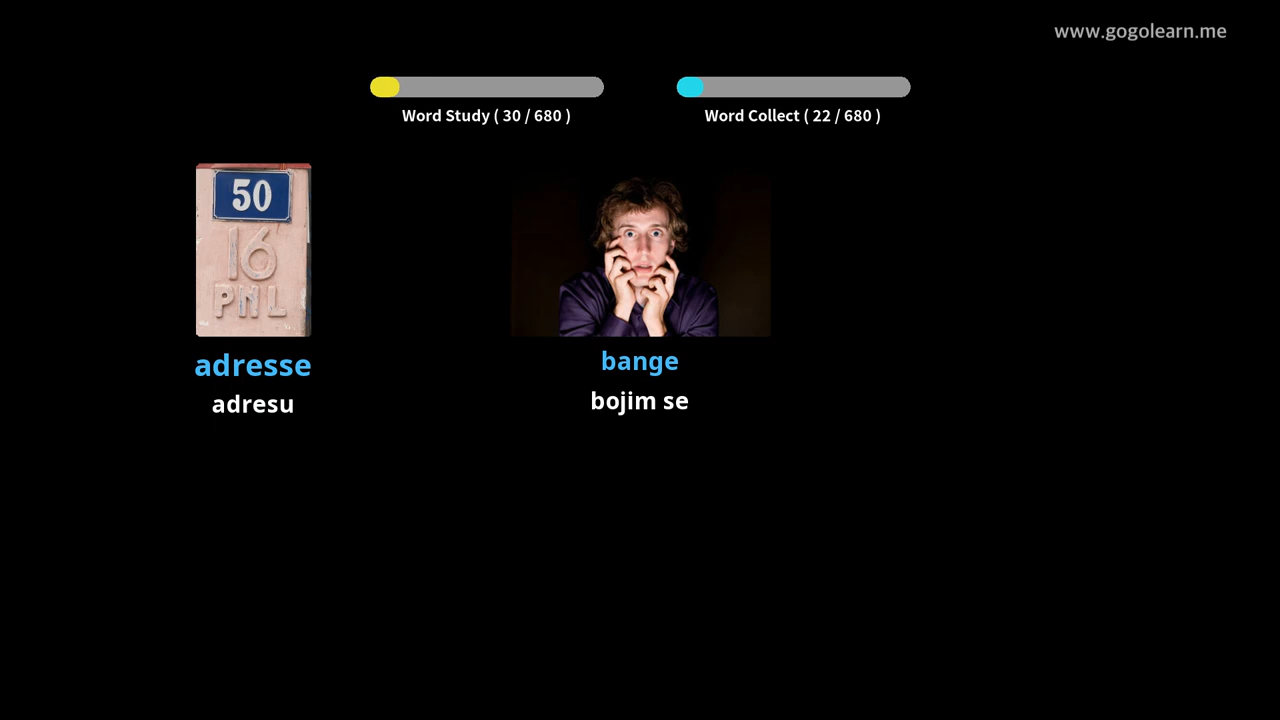 www.gogolearn.me
Word Study ( 30 / 680 )
Word Collect ( 22 / 680 )
50
16
PNL
adresse
adresu
bange
bojim se